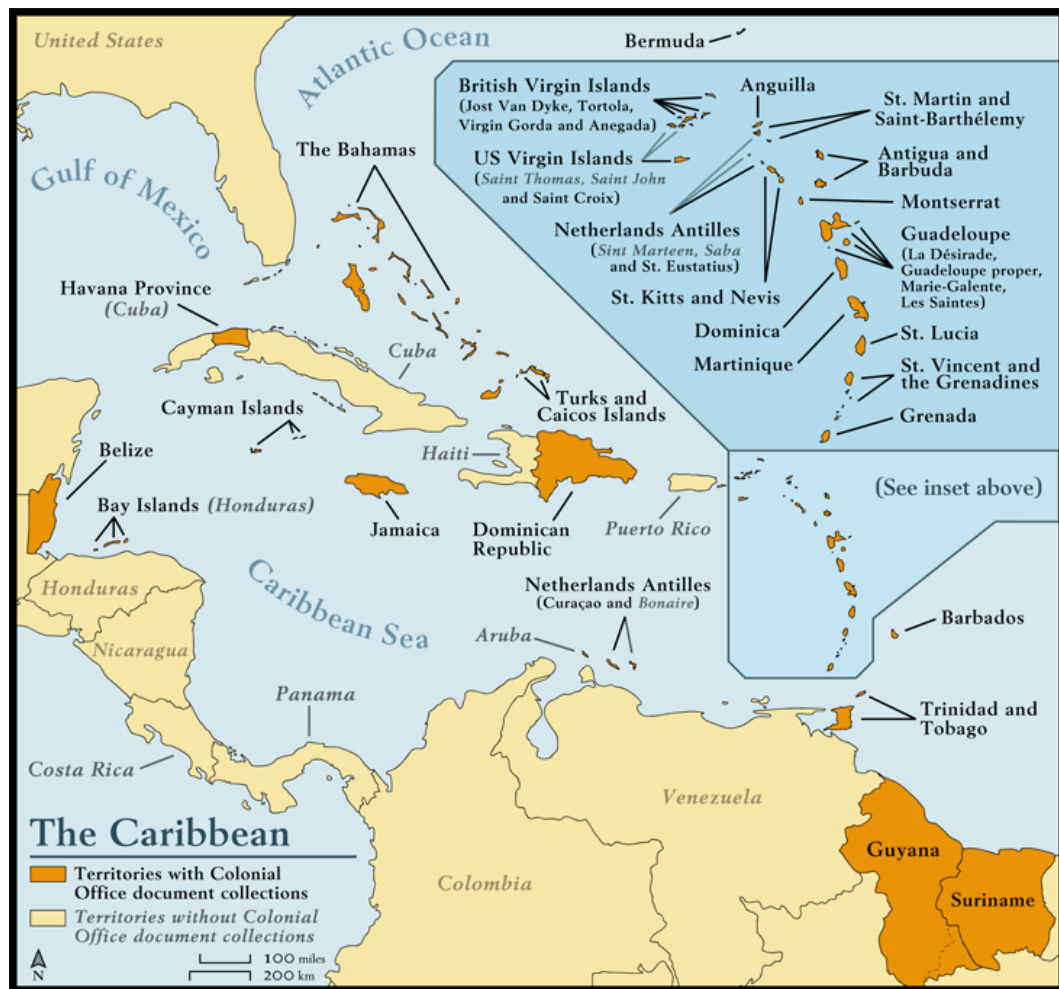 United States
Atlantic Ocean
Bermuda
Gulf of Mexico
The Bahamas
British Virgin Islands
(Jost Van Dyke, Tortola,
Virgin Gorda and Anegada)
US Virgin Islands
(Saint Thomas, Saint John
and Saint Croix)
Anguilla
St. Martin and
Saint-Barthélemy
Antigua and
Barbuda
Montserrat
Netherlands Antilles
(Sint Marteen, Saba
and St. Eustatius)
Guadeloupe
(La Désirade,
Guadeloupe proper,
Marie-Galente,
Les Saintes)
St. Kitts and Nevis
Dominica
Martinique
St. Lucia
St. Vincent and
the Grenadines
Grenada
Havana Province
(Cuba)
Cuba
Cayman Islands
Turks and
Caicos Islands
Belize
Haiti
Bay Islands (Honduras)
Jamaica
Dominican
Republic
Puerto Rico
(See inset above)
Honduras
Caribbean Sea
Netherlands Antilles
(Curaçao and Bonaire)
Aruba
Barbados
Nicaragua
Panama
Trinidad and
Tobago
Costa Rica
Venezuela
Guyana
Colombia
Suriname
The Caribbean
Territories with Colonial
Office document collections
Territories without Colonial
Office document collections
N
100 miles
200 km